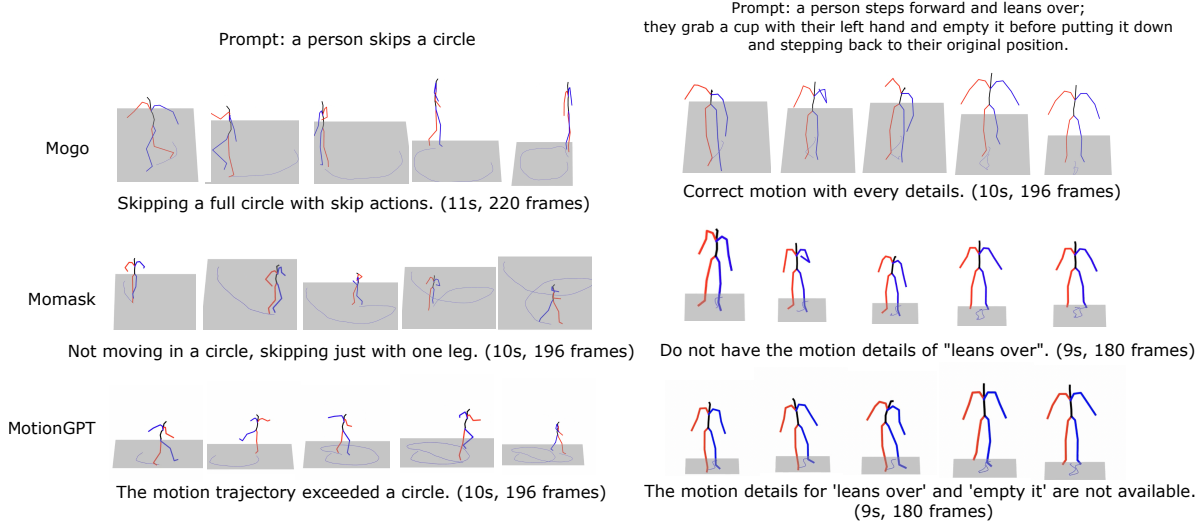 Prompt: a person skips a circle
Prompt: a person steps forward and leans over;
they grab a cup with their left hand and empty it before putting it down
and stepping back to their original position.
Mogo
Skipping a full circle with skip actions. (11s, 220 frames)
Correct motion with every details. (10s, 196 frames)
Momask
Not moving in a circle, skipping just with one leg. (10s, 196 frames)
Do not have the motion details of "leans over". (9s, 180 frames)
MotionGPT
The motion trajectory exceeded a circle. (10s, 196 frames)
The motion details for 'leans over' and 'empty it' are not available.
(9s, 180 frames)